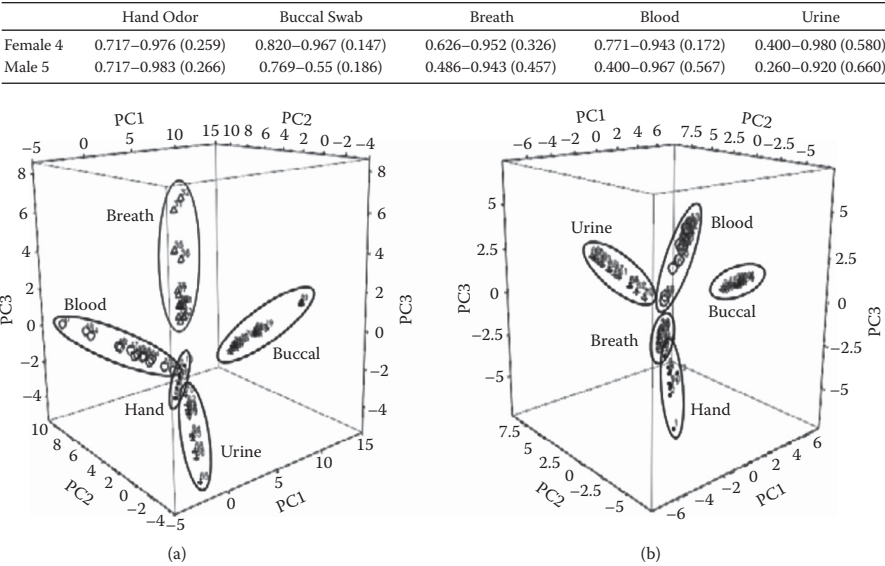 Hand Odor Buccal Swab Breath Blood Urine
Female 4 0.717–0.976 (0.259) 0.820–0.967 (0.147) 0.626–0.952 (0.326) 0.771–0.943 (0.172) 0.400–0.980 (0.580)
Male 5 0.717–0.983 (0.266) 0.769–0.55 (0.186) 0.486–0.943 (0.457) 0.400–0.967 (0.567) 0.260–0.920 (0.660)
PC1
PC2
−5 0 5 10 15 10 8 6 4 2 0 −2 −4
8 6 4 2 0 −2 −4
PC3
8 6 4 2 0 −2 −4
PC3
Breath
Blood
Buccal
Hand
Urine
10 8 6 4 2 0 −2 −4
PC2
−5 0 5 10 15
PC1
(a)
PC1
PC2
−6 −4 −2 0 2 4 6 7.5 5 2.5 0 −2.5 −5
5 2.5 0 −2.5 −5
PC3
5 2.5 0 −2.5 −5
PC3
Urine
Blood
Buccal
Breath
Hand
7.5 5 2.5 0 −2.5 −5
PC2
−6 −4 −2 0 2 4 6
PC1
(b)